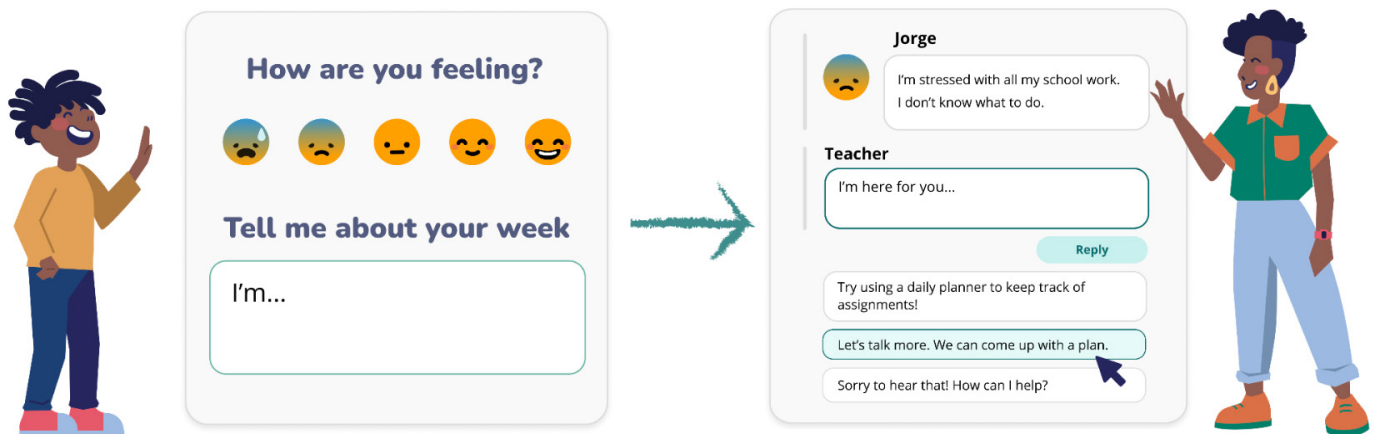 How are you feeling?
Tell me about your week
I'm...
Jorge
I'm stressed with all my school work.
I don't know what to do.
Teacher
I'm here for you...
Reply
Try using a daily planner to keep track of
assignments!
Let's talk more. We can come up with a plan.
Sorry to hear that! How can I help?